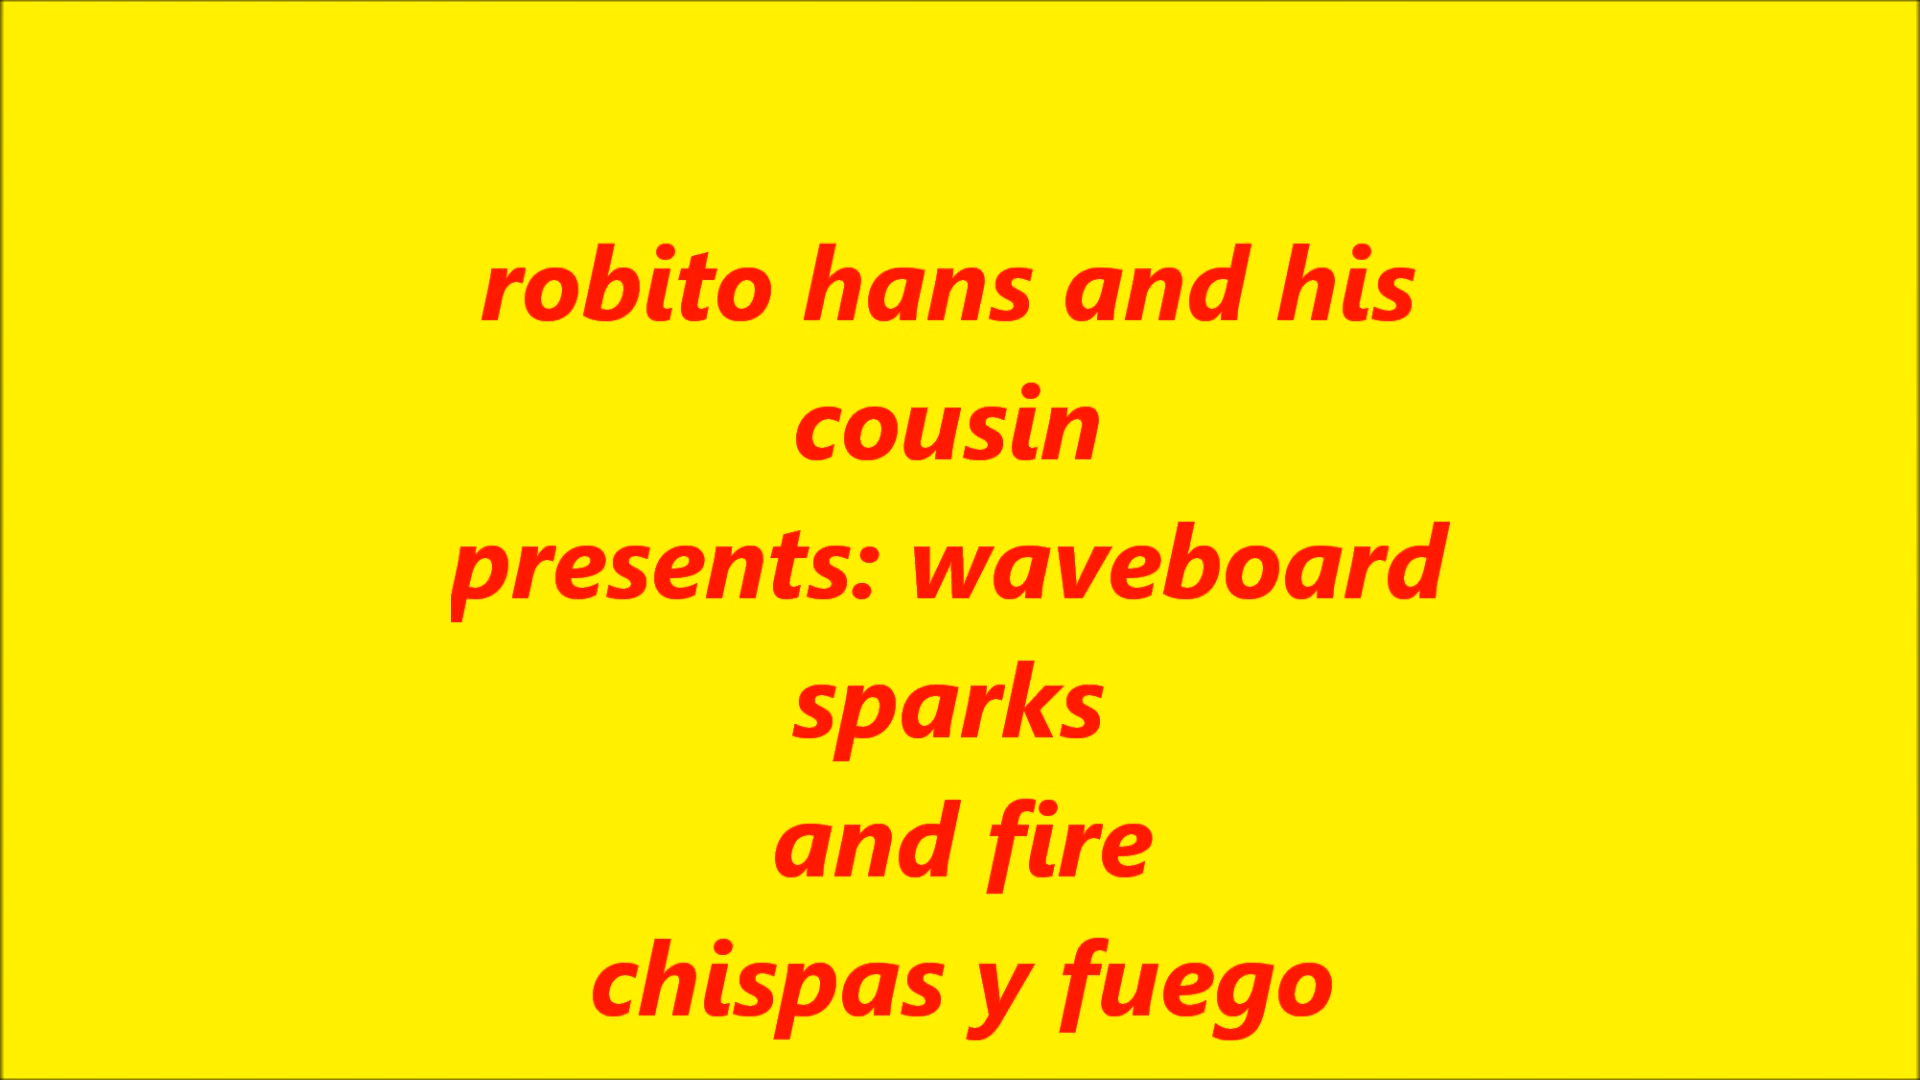 robito hans and his
cousin
presents: waveboard
sparks
and fire
chispas y fuego